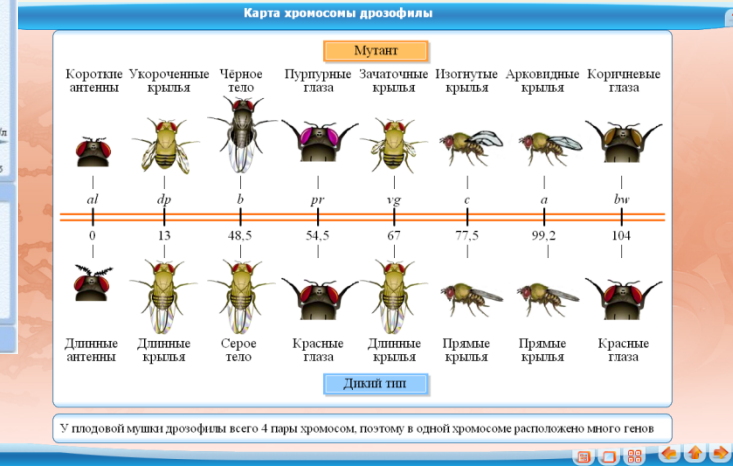 Карта хромосомы дрозофилы
Мутант
Короткие Укороченные Чёрное Пурпурные Зачаточные Изогнутые Арковидные Коричневые
антенны крылья тело глаза крылья крылья крылья глаза
al dp b pr vg c a bw
0 13 48,5 54,5 67 77,5 99,2 104
Длинные Длинные Серое Красные Длинные Прямые Прямые Красные
антенны крылья тело глаза крылья крылья крылья глаза
Дикий тип
У плодовой мушки дрозофилы всего 4 пары хромосом, поэтому в одной хромосоме расположено много генов